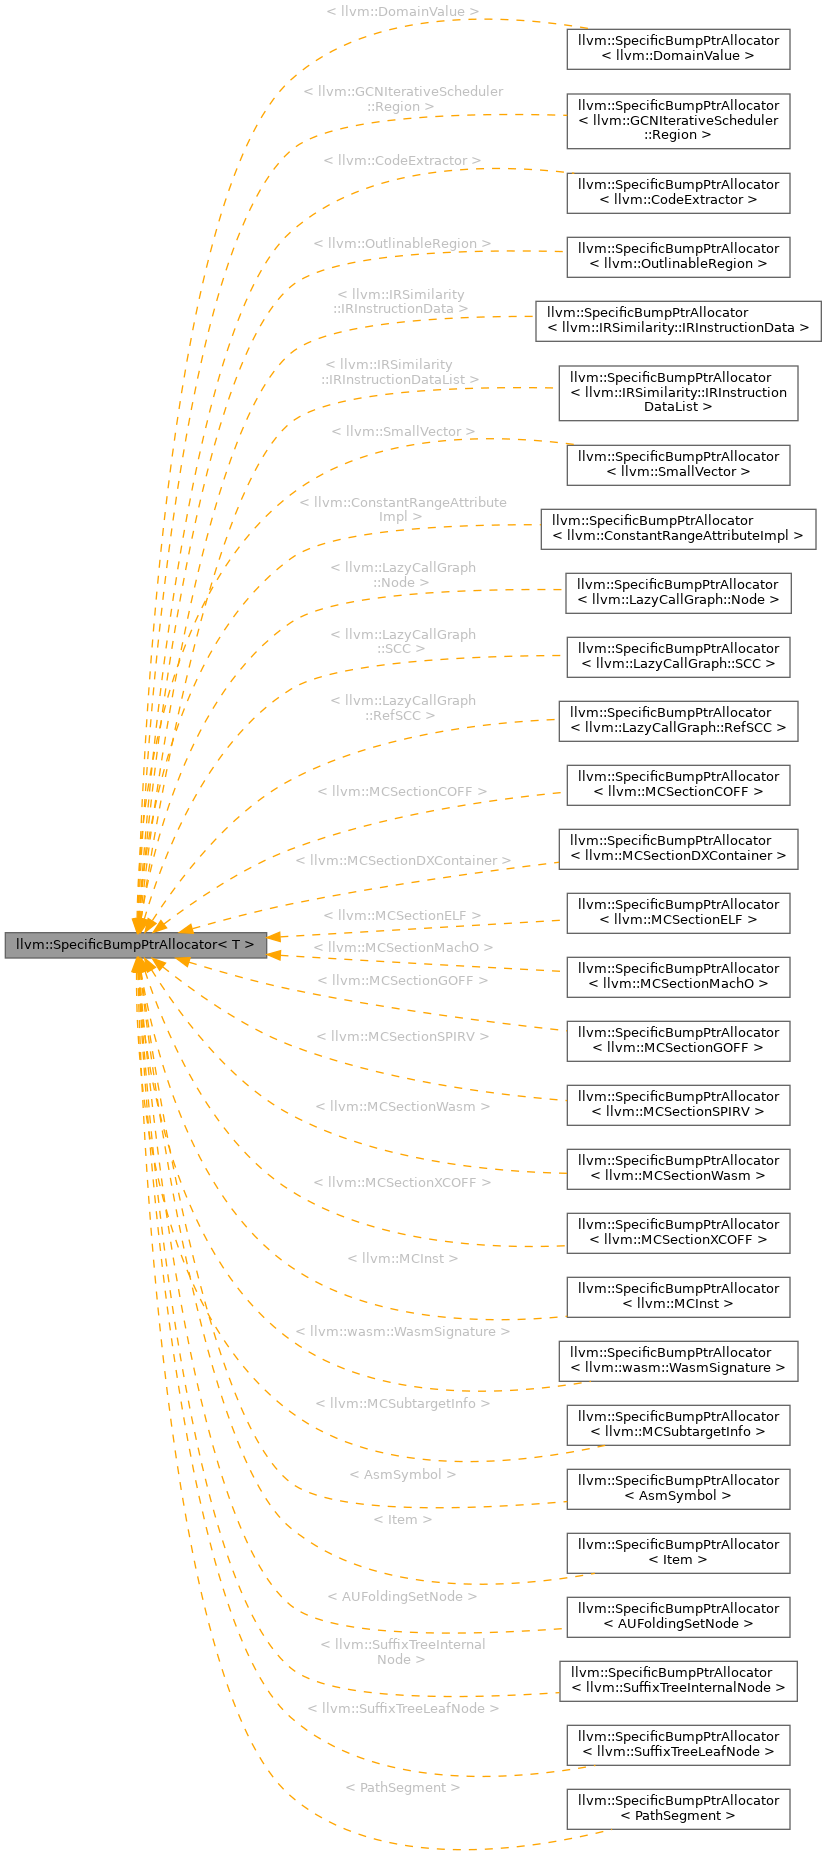 < llvm::DomainValue >
llvm::SpecificBumpPtrAllocator
< llvm::DomainValue >
< llvm::GCNIterativeScheduler
::Region >
llvm::SpecificBumpPtrAllocator
< llvm::GCNIterativeScheduler
::Region >
< llvm::CodeExtractor >
llvm::SpecificBumpPtrAllocator
< llvm::CodeExtractor >
< llvm::OutlinableRegion >
llvm::SpecificBumpPtrAllocator
< llvm::OutlinableRegion >
< llvm::IRSimilarity
::IRInstructionData >
llvm::SpecificBumpPtrAllocator
< llvm::IRSimilarity::IRInstructionData >
< llvm::IRSimilarity
::IRInstructionDataList >
llvm::SpecificBumpPtrAllocator
< llvm::IRSimilarity::IRInstruction
DataList >
< llvm::SmallVector >
llvm::SpecificBumpPtrAllocator
< llvm::SmallVector >
< llvm::ConstantRangeAttribute
Impl >
llvm::SpecificBumpPtrAllocator
< llvm::ConstantRangeAttributeImpl >
< llvm::LazyCallGraph
::Node >
llvm::SpecificBumpPtrAllocator
< llvm::LazyCallGraph::Node >
< llvm::LazyCallGraph
::SCC >
llvm::SpecificBumpPtrAllocator
< llvm::LazyCallGraph::SCC >
< llvm::LazyCallGraph
::RefSCC >
llvm::SpecificBumpPtrAllocator
< llvm::LazyCallGraph::RefSCC >
< llvm::MCSectionCOFF >
llvm::SpecificBumpPtrAllocator
< llvm::MCSectionCOFF >
< llvm::MCSectionDXContainer >
llvm::SpecificBumpPtrAllocator
< llvm::MCSectionDXContainer >
< llvm::MCSectionELF >
llvm::SpecificBumpPtrAllocator
< llvm::MCSectionELF >
llvm::SpecificBumpPtrAllocator< T >
< llvm::MCSectionMachO >
llvm::SpecificBumpPtrAllocator
< llvm::MCSectionMachO >
< llvm::MCSectionGOFF >
llvm::SpecificBumpPtrAllocator
< llvm::MCSectionGOFF >
< llvm::MCSectionSPIRV >
llvm::SpecificBumpPtrAllocator
< llvm::MCSectionSPIRV >
< llvm::MCSectionWasm >
llvm::SpecificBumpPtrAllocator
< llvm::MCSectionWasm >
< llvm::MCSectionXCOFF >
llvm::SpecificBumpPtrAllocator
< llvm::MCSectionXCOFF >
< llvm::MCInst >
llvm::SpecificBumpPtrAllocator
< llvm::MCInst >
< llvm::wasm::WasmSignature >
llvm::SpecificBumpPtrAllocator
< llvm::wasm::WasmSignature >
< llvm::MCSubtargetInfo >
llvm::SpecificBumpPtrAllocator
< llvm::MCSubtargetInfo >
< AsmSymbol >
llvm::SpecificBumpPtrAllocator
< AsmSymbol >
< Item >
llvm::SpecificBumpPtrAllocator
< Item >
< AUFoldingSetNode >
llvm::SpecificBumpPtrAllocator
< AUFoldingSetNode >
< llvm::SuffixTreeInternal
Node >
llvm::SpecificBumpPtrAllocator
< llvm::SuffixTreeInternalNode >
< llvm::SuffixTreeLeafNode >
llvm::SpecificBumpPtrAllocator
< llvm::SuffixTreeLeafNode >
< PathSegment >
llvm::SpecificBumpPtrAllocator
< PathSegment >